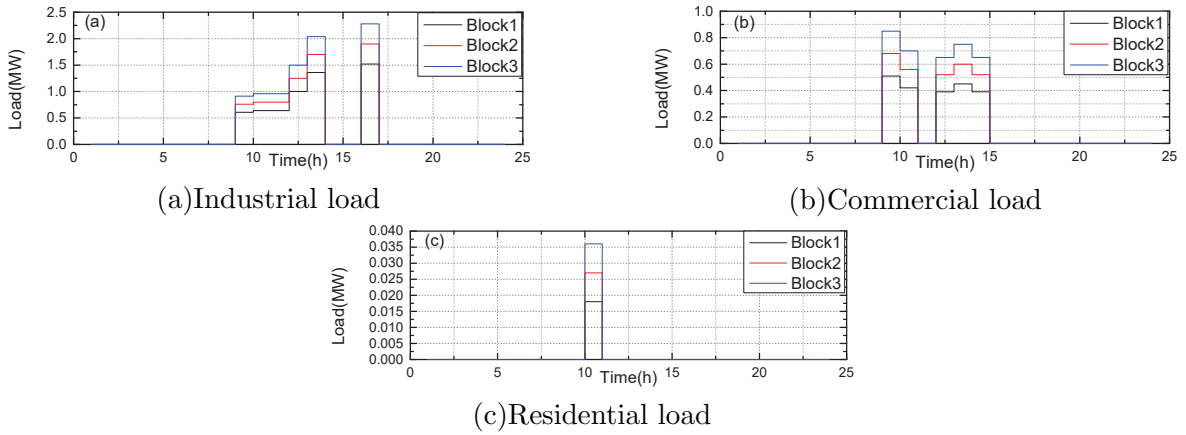 (a)
Block1
Block2
Block3
Load(MW)
2.5
2.0
1.5
1.0
0.5
0.0
0 5 10 15 20 25
Time(h)
(a)Industrial load
(b)
Block1
Block2
Block3
Load(MW)
1.0
0.8
0.6
0.4
0.2
0.0
0 5 10 15 20 25
Time(h)
(b)Commercial load
(c)
Block1
Block2
Block3
Load(MW)
0.040
0.035
0.030
0.025
0.020
0.015
0.010
0.005
0.000
0 5 10 15 20 25
Time(h)
(c)Residential load